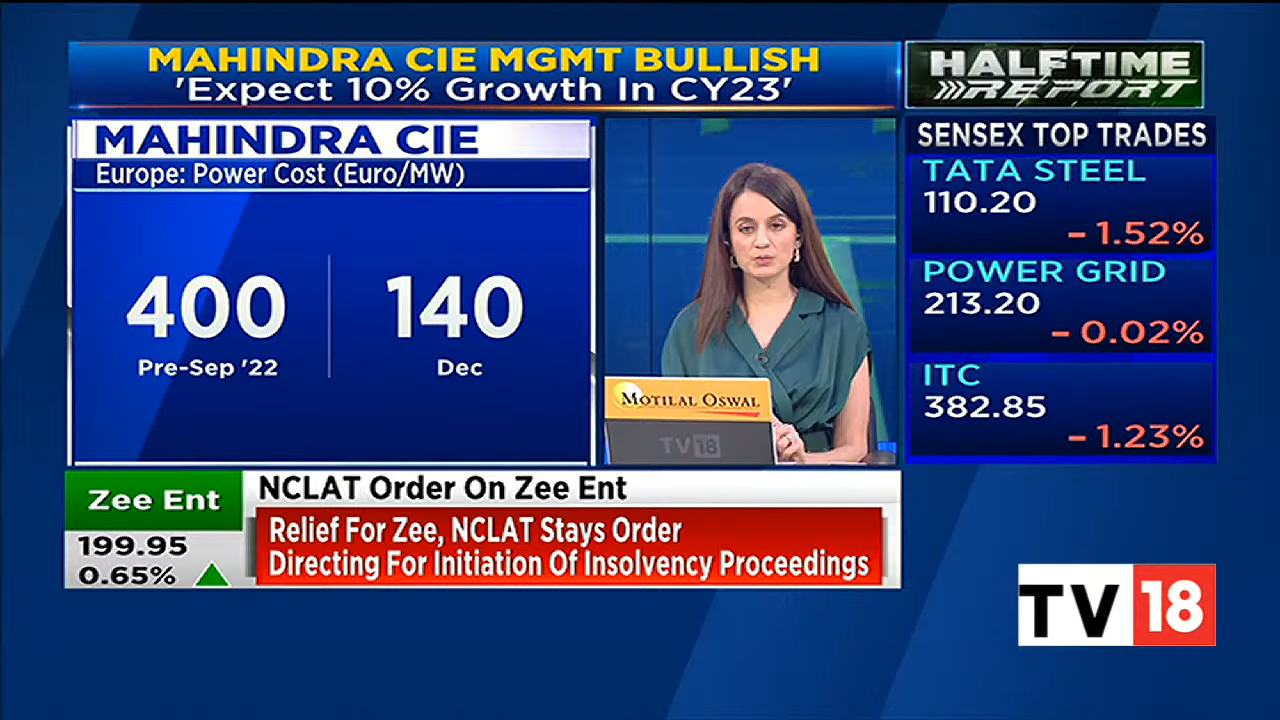 MAHINDRA CIE MGMT BULLISH
'Expect 10% Growth In CY23'
HALFTIME
REPORT
MAHINDRA CIE
Europe: Power Cost (Euro/MW)
400
Pre-Sep '22
140
Dec
MOTILAL OSWAL
TV18
SENSEX TOP TRADES
TATA STEEL
110.20
– 1.52%
POWER GRID
213.20
– 0.02%
ITC
382.85
– 1.23%
Zee Ent
199.95
0.65%
NCLAT Order On Zee Ent
Relief For Zee, NCLAT Stays Order
Directing For Initiation Of Insolvency Proceedings
TV18